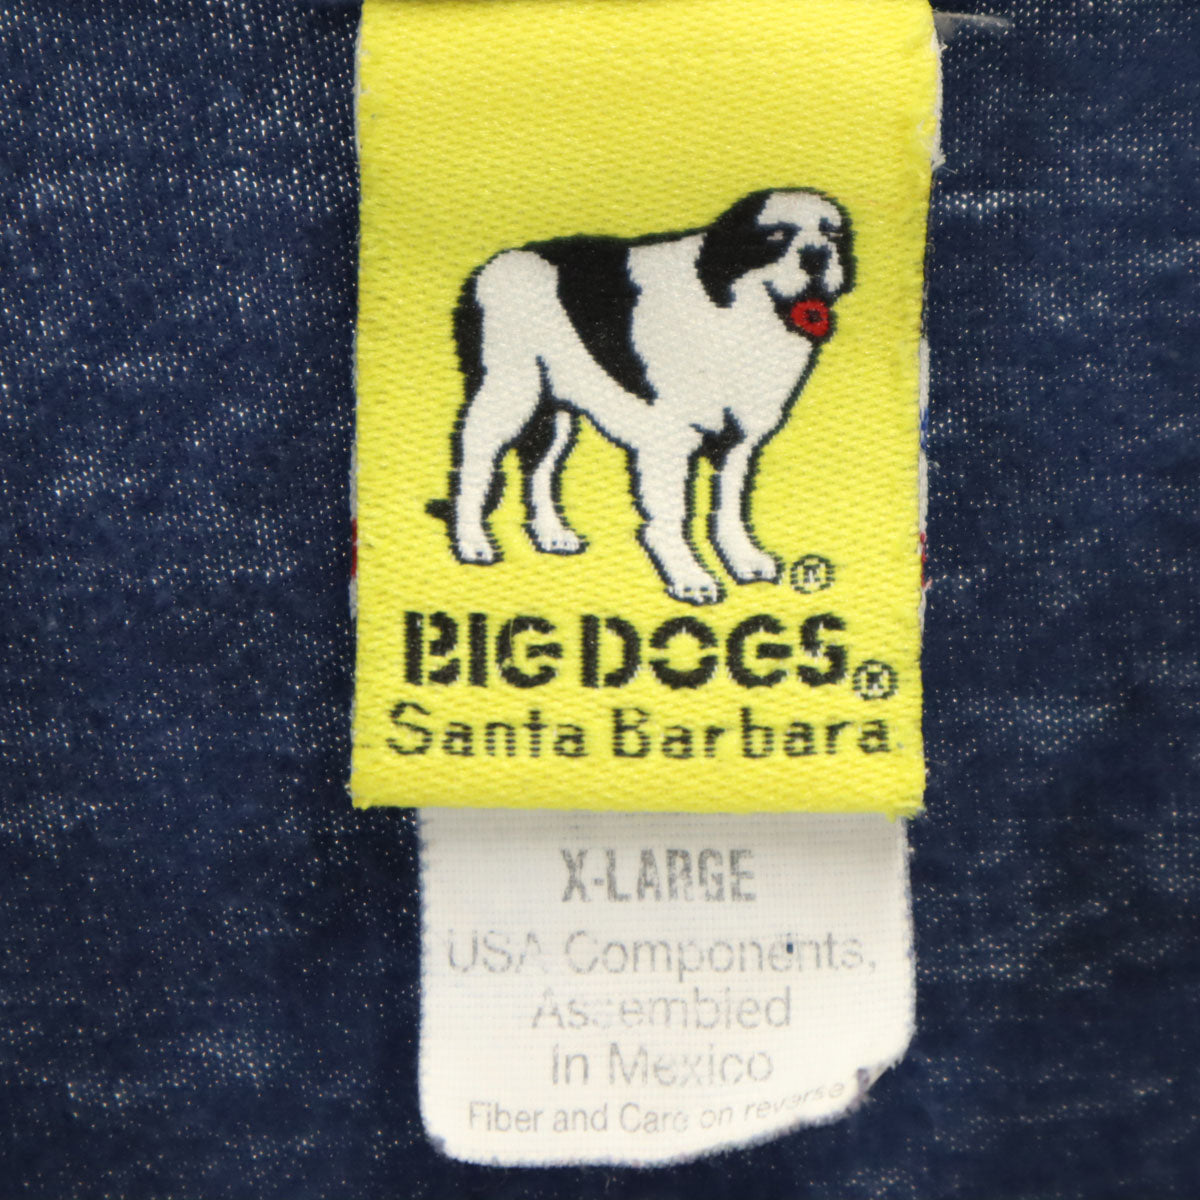 ®
BIG DOGS®
Santa Barbara
X-LARGE
USA Components,
Assembled
In Mexico
Fiber and Care on reverse